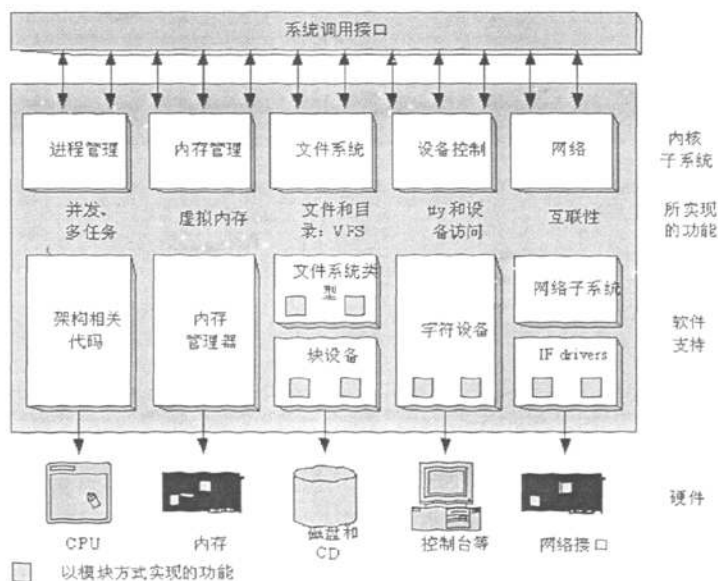 系统调用接口
进程管理
内存管理
文件系统
设备控制
网络
内核
子系统
并发、
多任务
虚拟内存
文件和目
录：VFS
tty和设
备访问
互联性
所实现
的功能
架构相关
代码
内存
管理器
文件系统类
型
块设备
字符设备
网络子系统
IF drivers
软件
支持
CPU
内存
磁盘和
CD
控制台等
网络接口
硬件
以模块方式实现的功能